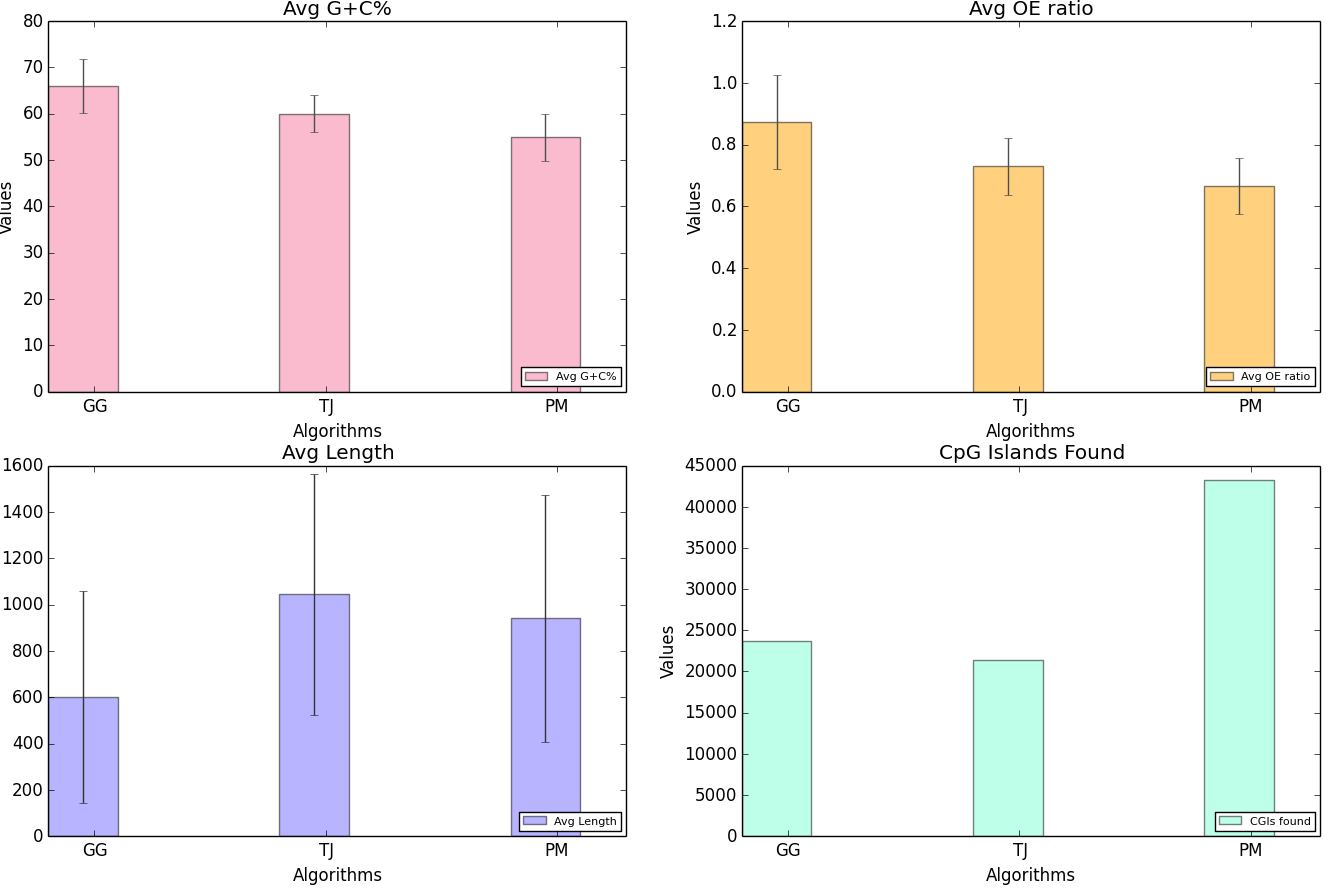 Avg G+C%
80
70
60
50
40
30
20
10
0
Values
GG TJ PM
Algorithms
Avg G+C%
Avg OE ratio
1.2
1.0
0.8
0.6
0.4
0.2
0.0
Values
GG TJ PM
Algorithms
Avg OE ratio
Avg Length
1600
1400
1200
1000
800
600
400
200
0
GG TJ PM
Algorithms
Avg Length
CpG Islands Found
45000
40000
35000
30000
25000
20000
15000
10000
5000
0
Values
GG TJ PM
Algorithms
CGIs found